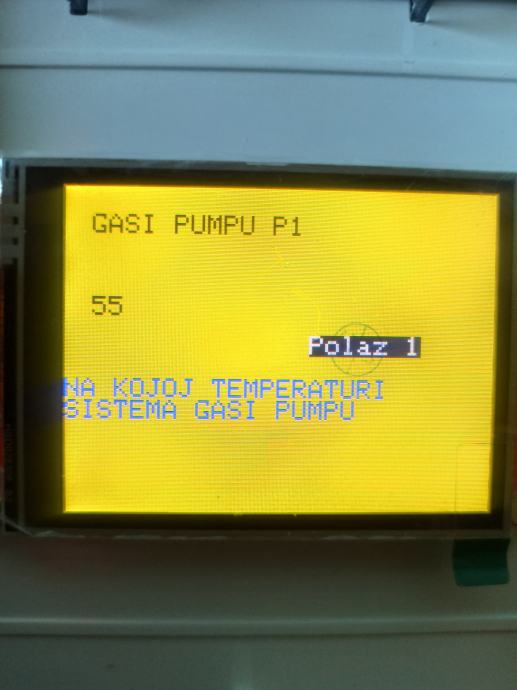 GASI PUMPU P1
55
Polaz 1
NA KOJOJ TEMPERATURI
SISTEMA GASI PUMPU